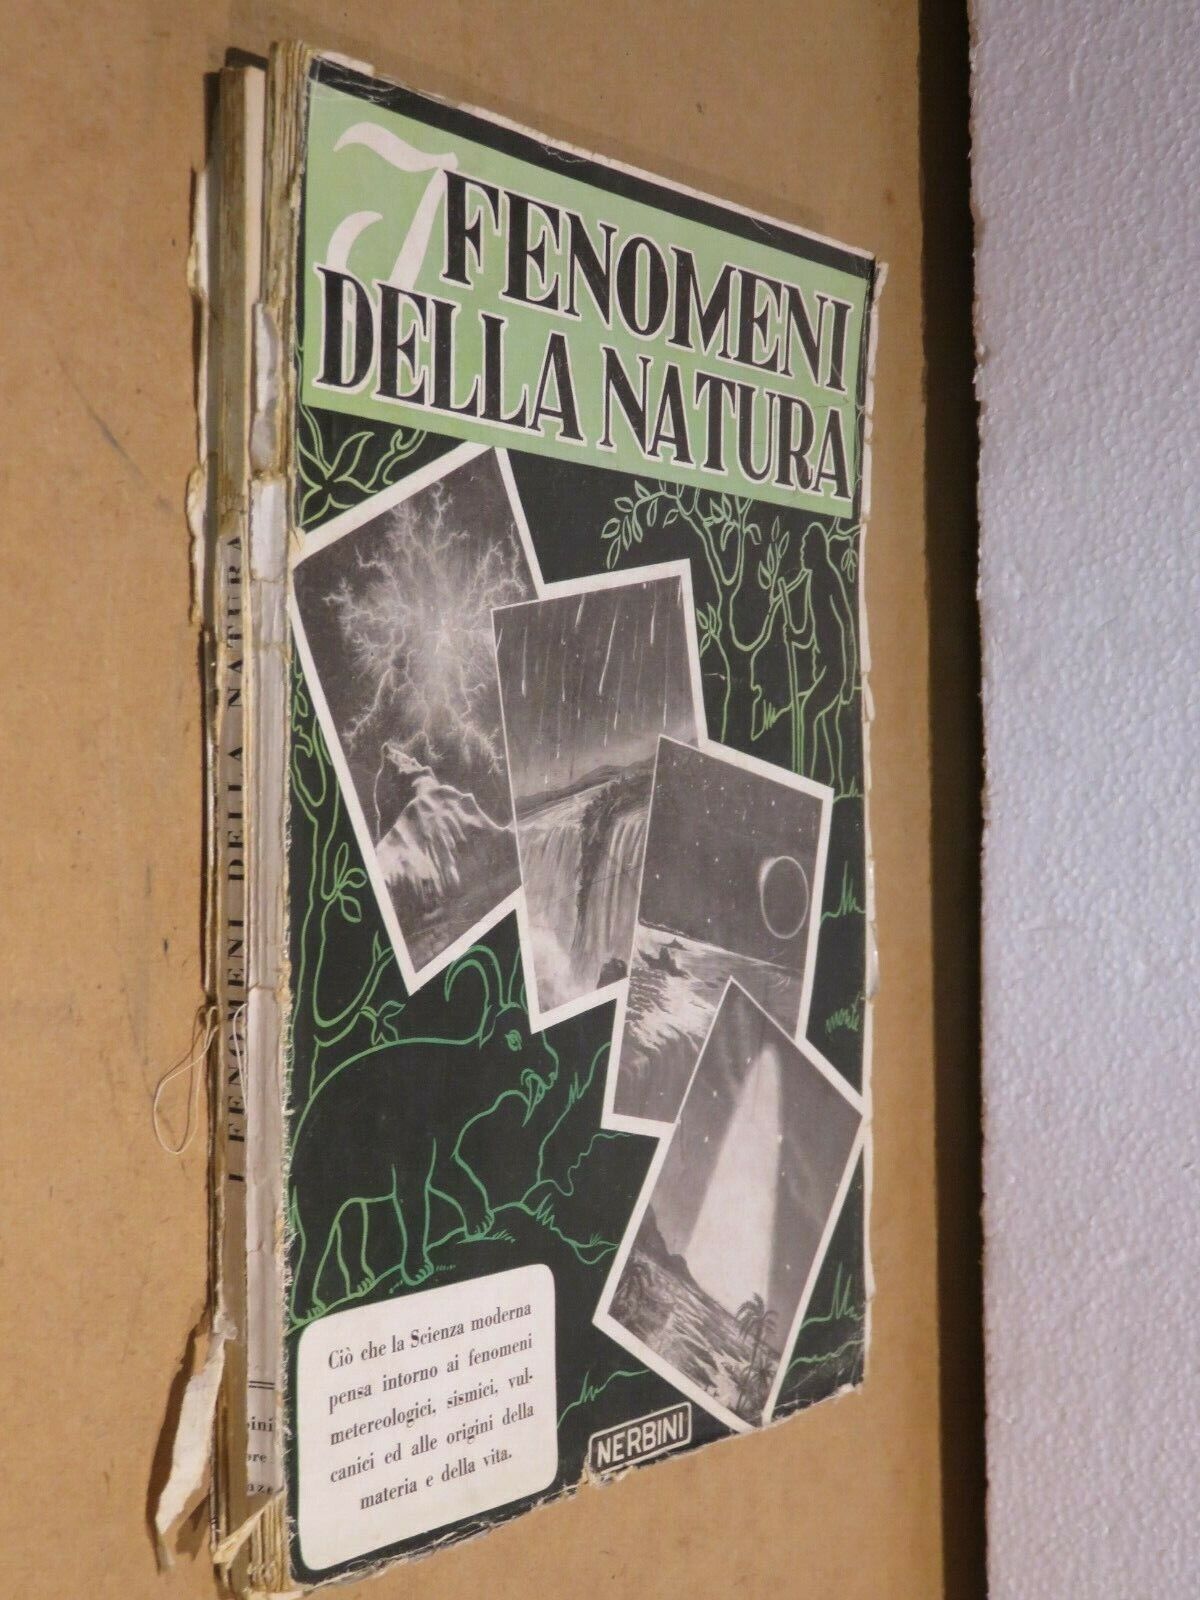 I FENOMENI
DELLA NATURA
Ciò che la Scienza moderna
pensa intorno ai fenomeni
metereologici, sismici, vul-
canici ed alle origini della
materia e della vita.
NERBINI
I FENOMENI DELLA NATURA